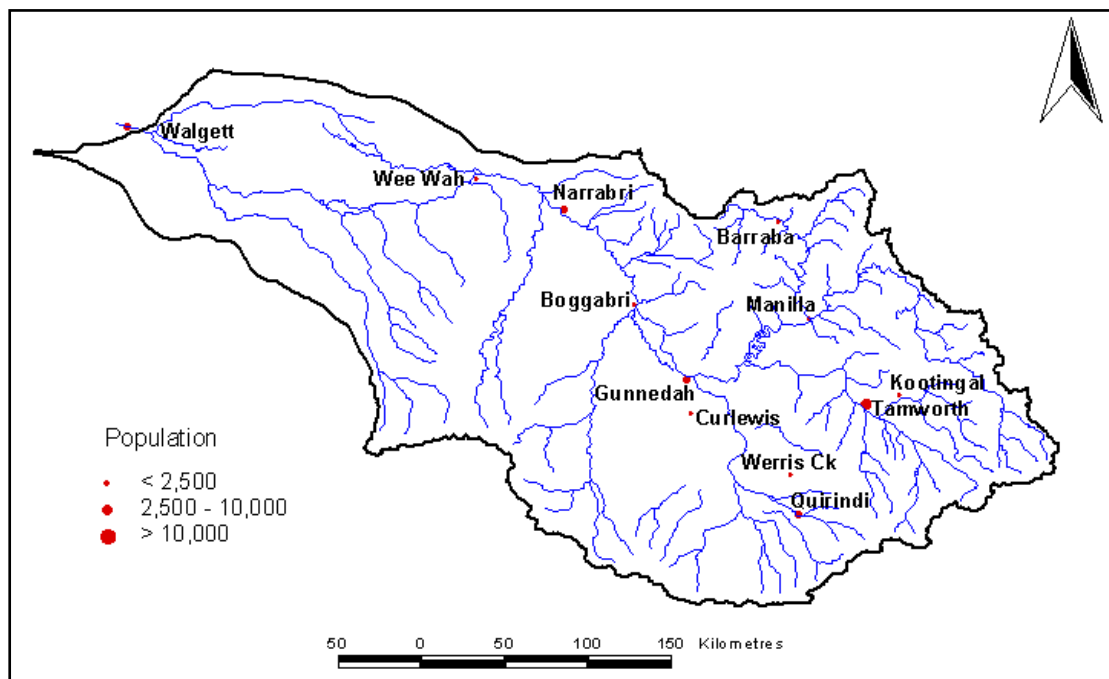 Walgett
Wee Wah
Narrabri
Barraba
Boggabri
Manilla
Kootingal
Gunnedah
Tamworth
Curlewis
Werris Ck
Quirindi
Population
< 2,500
2,500 - 10,000
> 10,000
50 0 50 100 150 Kilometres